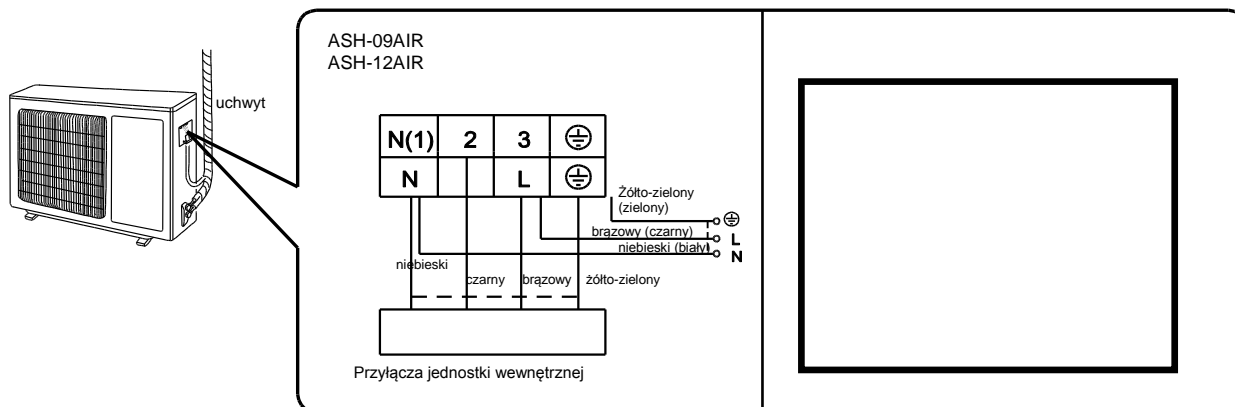 ASH-09AIR
ASH-12AIR
uchwyt
N(1) 2 3
N L
Żółto-zielony
(zielony)
brązowy (czarny)
L
niebieski (biały)
N
niebieski
czarny brązowy żółto-zielony
Przyłącza jednostki wewnętrznej